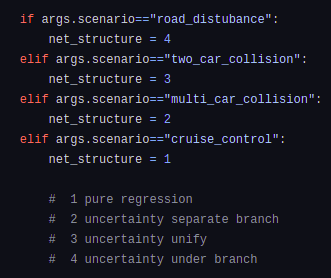 if args.scenario=="road_distubance":
    net_structure = 4
elif args.scenario=="two_car_collision":
    net_structure = 3
elif args.scenario=="multi_car_collision":
    net_structure = 2
elif args.scenario=="cruise_control":
    net_structure = 1
    #  1 pure regression
    #  2 uncertainty separate branch
    #  3 uncertainty unify
    #  4 uncertainty under branch